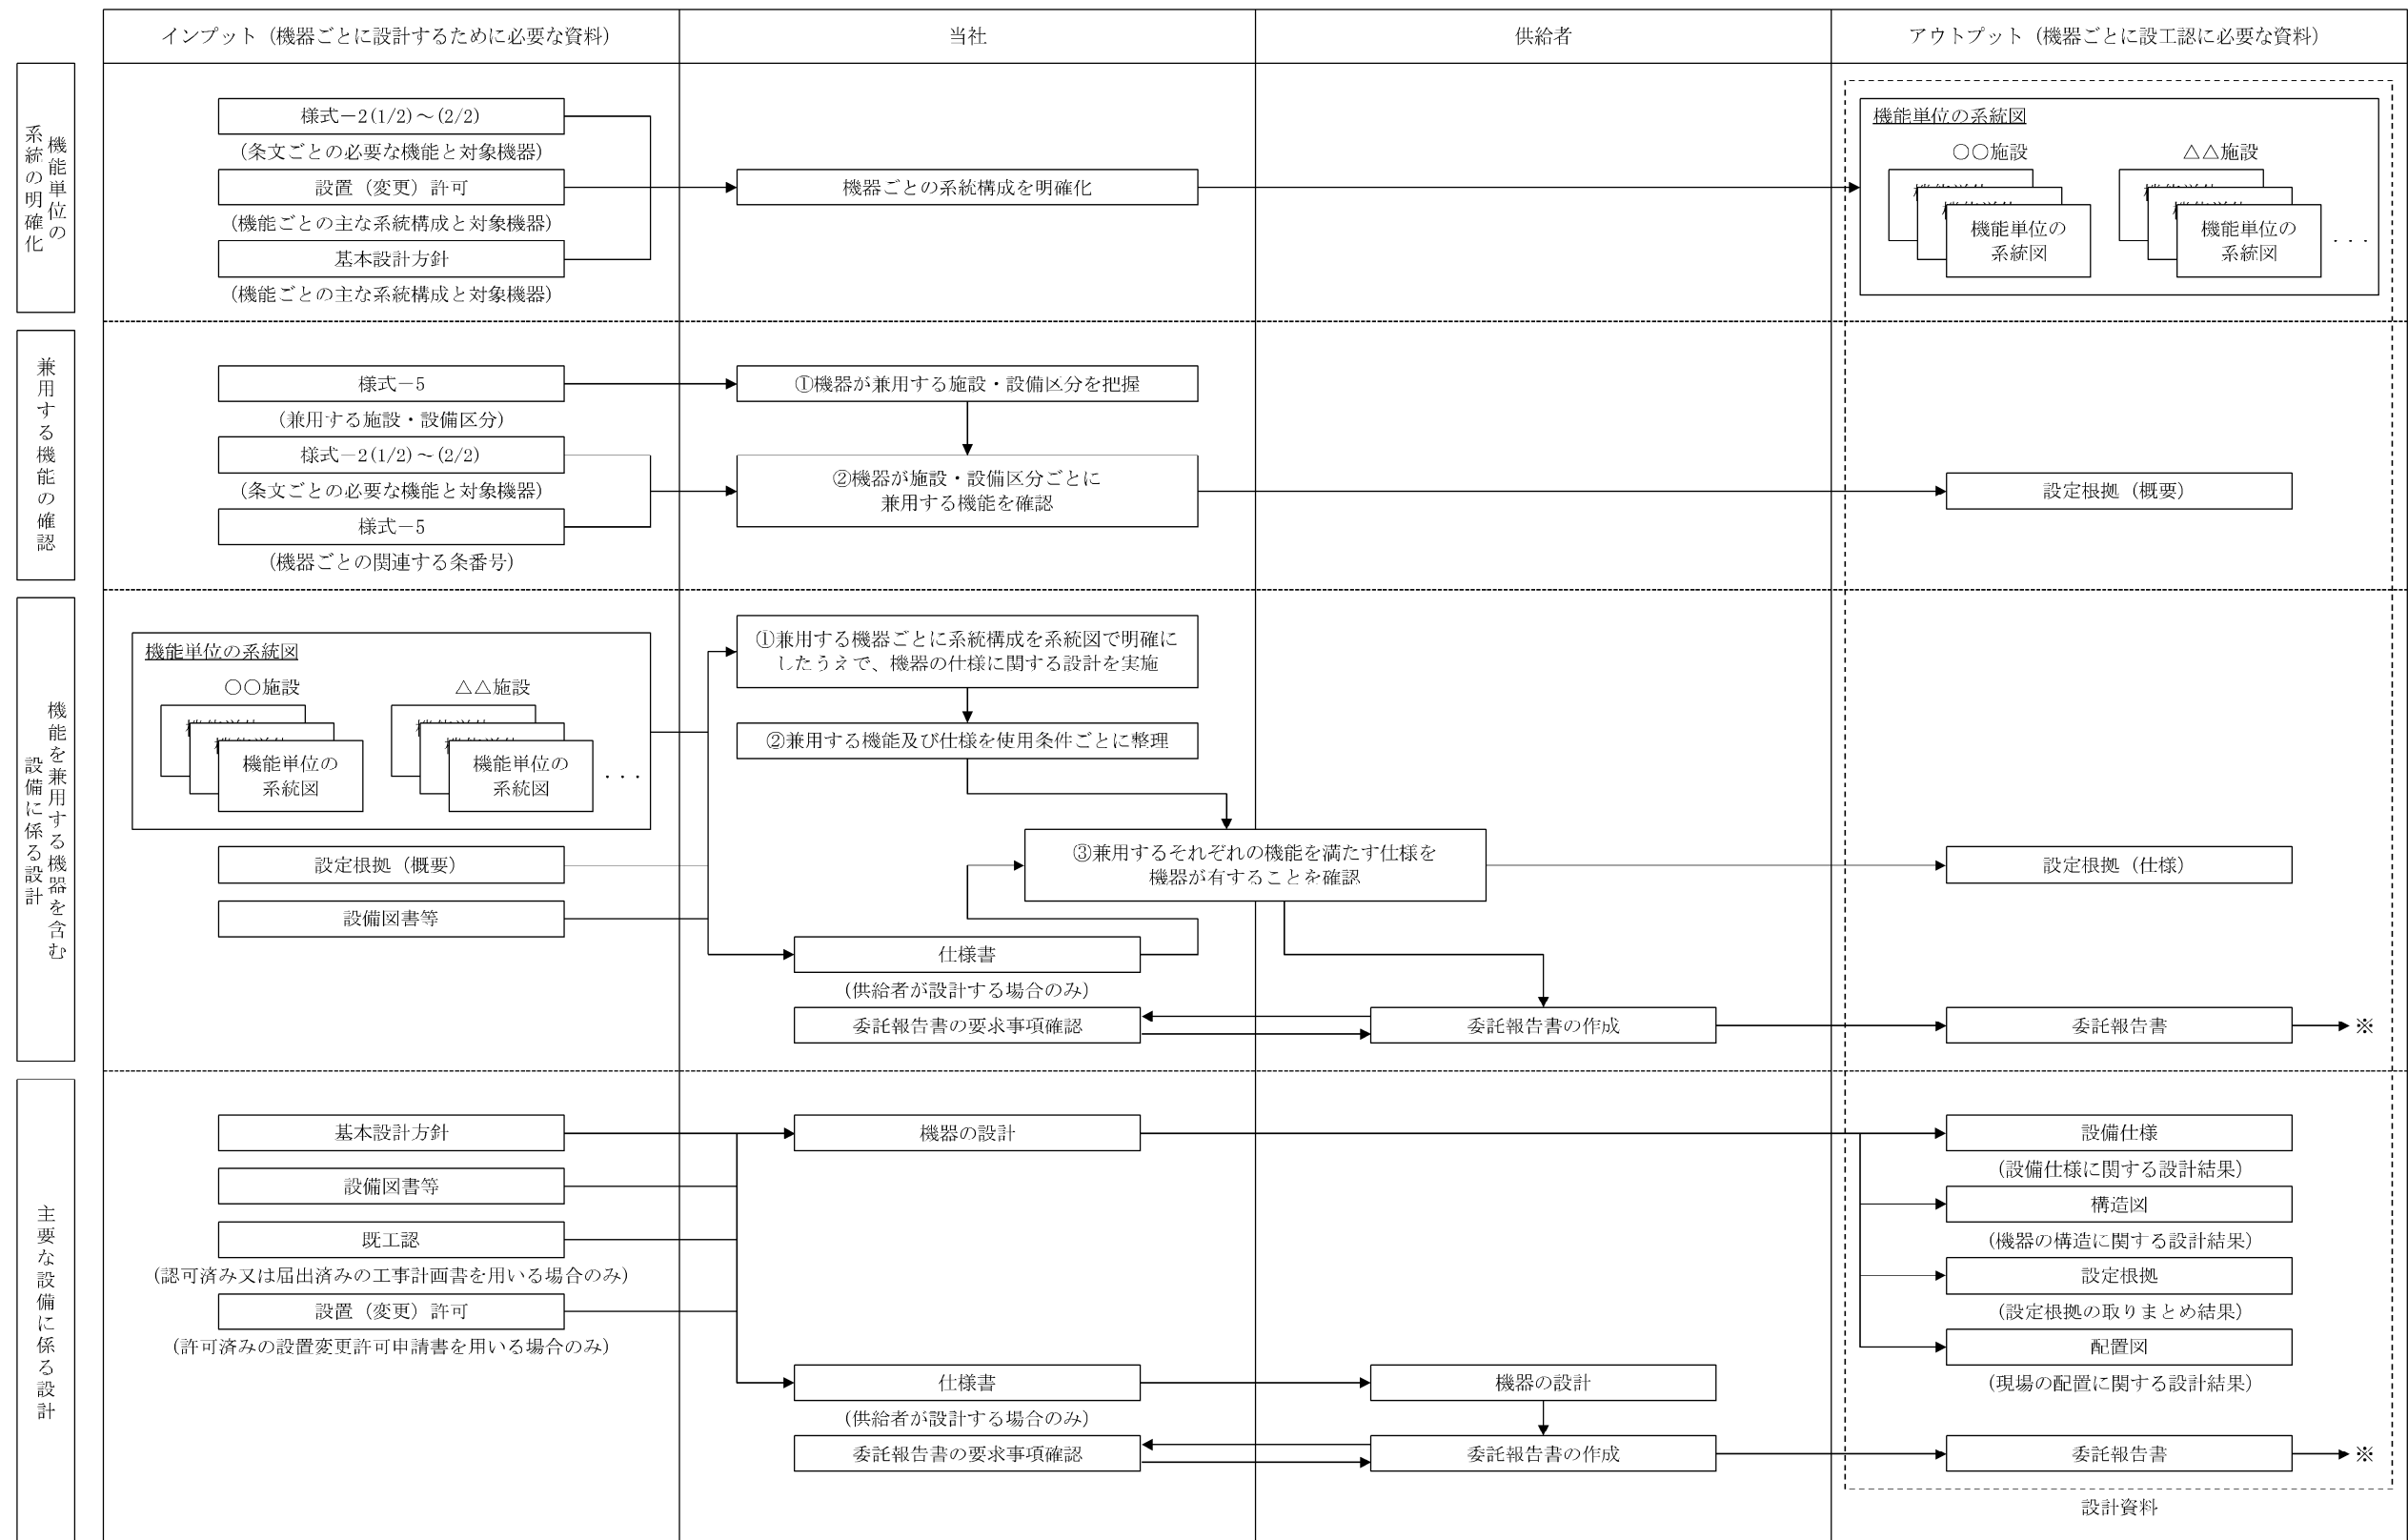 インプット（機器ごとに設計するために必要な資料）
当社
供給者
アウトプット（機器ごとに設工認に必要な資料）
機能単位の
系統の明確化
様式－2(1/2)～(2/2)
（条文ごとの必要な機能と対象機器）
設置（変更）許可
（機能ごとの主な系統構成と対象機器）
基本設計方針
（機能ごとの主な系統構成と対象機器）
機器ごとの系統構成を明確化
機能単位の系統図
〇〇施設
△△施設
機能単位の
系統図
機能単位の
系統図
・・・
兼用する機能の確認
様式－5
（兼用する施設・設備区分）
様式－2(1/2)～(2/2)
（条文ごとの必要な機能と対象機器）
様式－5
（機器ごとの関連する条番号）
①機器が兼用する施設・設備区分を把握
②機器が施設・設備区分ごとに
兼用する機能を確認
設定根拠（概要）
機能を兼用する機器を含む
設備に係る設計
機能単位の系統図
〇〇施設
△△施設
機能単位の
系統図
機能単位の
系統図
・・・
設定根拠（概要）
設備図書等
①兼用する機器ごとに系統構成を系統図で明確に
したうえで、機器の仕様に関する設計を実施
②兼用する機能及び仕様を使用条件ごとに整理
③兼用するそれぞれの機能を満たす仕様を
機器が有することを確認
設定根拠（仕様）
仕様書
（供給者が設計する場合のみ）
委託報告書の要求事項確認
委託報告書の作成
委託報告書
※
主要な設備に係る設計
基本設計方針
設備図書等
既工認
（認可済み又は届出済みの工事計画書を用いる場合のみ）
設置（変更）許可
（許可済みの設置変更許可申請書を用いる場合のみ）
機器の設計
設備仕様
（設備仕様に関する設計結果）
構造図
（機器の構造に関する設計結果）
設定根拠
（設定根拠の取りまとめ結果）
配置図
（現場の配置に関する設計結果）
仕様書
（供給者が設計する場合のみ）
機器の設計
委託報告書の要求事項確認
委託報告書の作成
委託報告書
※
設計資料